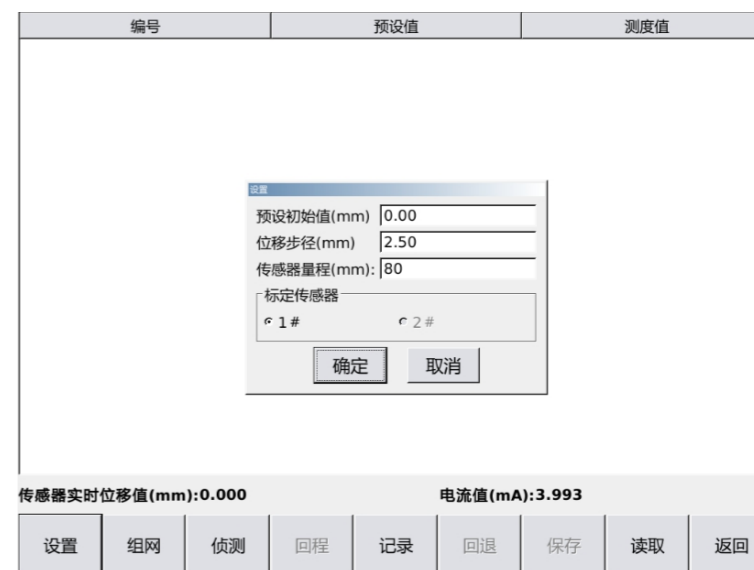 编号 预设值 测度值
设置
预设初始值(mm) 0.00
位移步径(mm) 2.50
传感器量程(mm): 80
标定传感器
1# 2#
确定 取消
传感器实时位移值(mm):0.000 电流值(mA):3.993
设置 组网 侦测 回程 记录 回退 保存 读取 返回